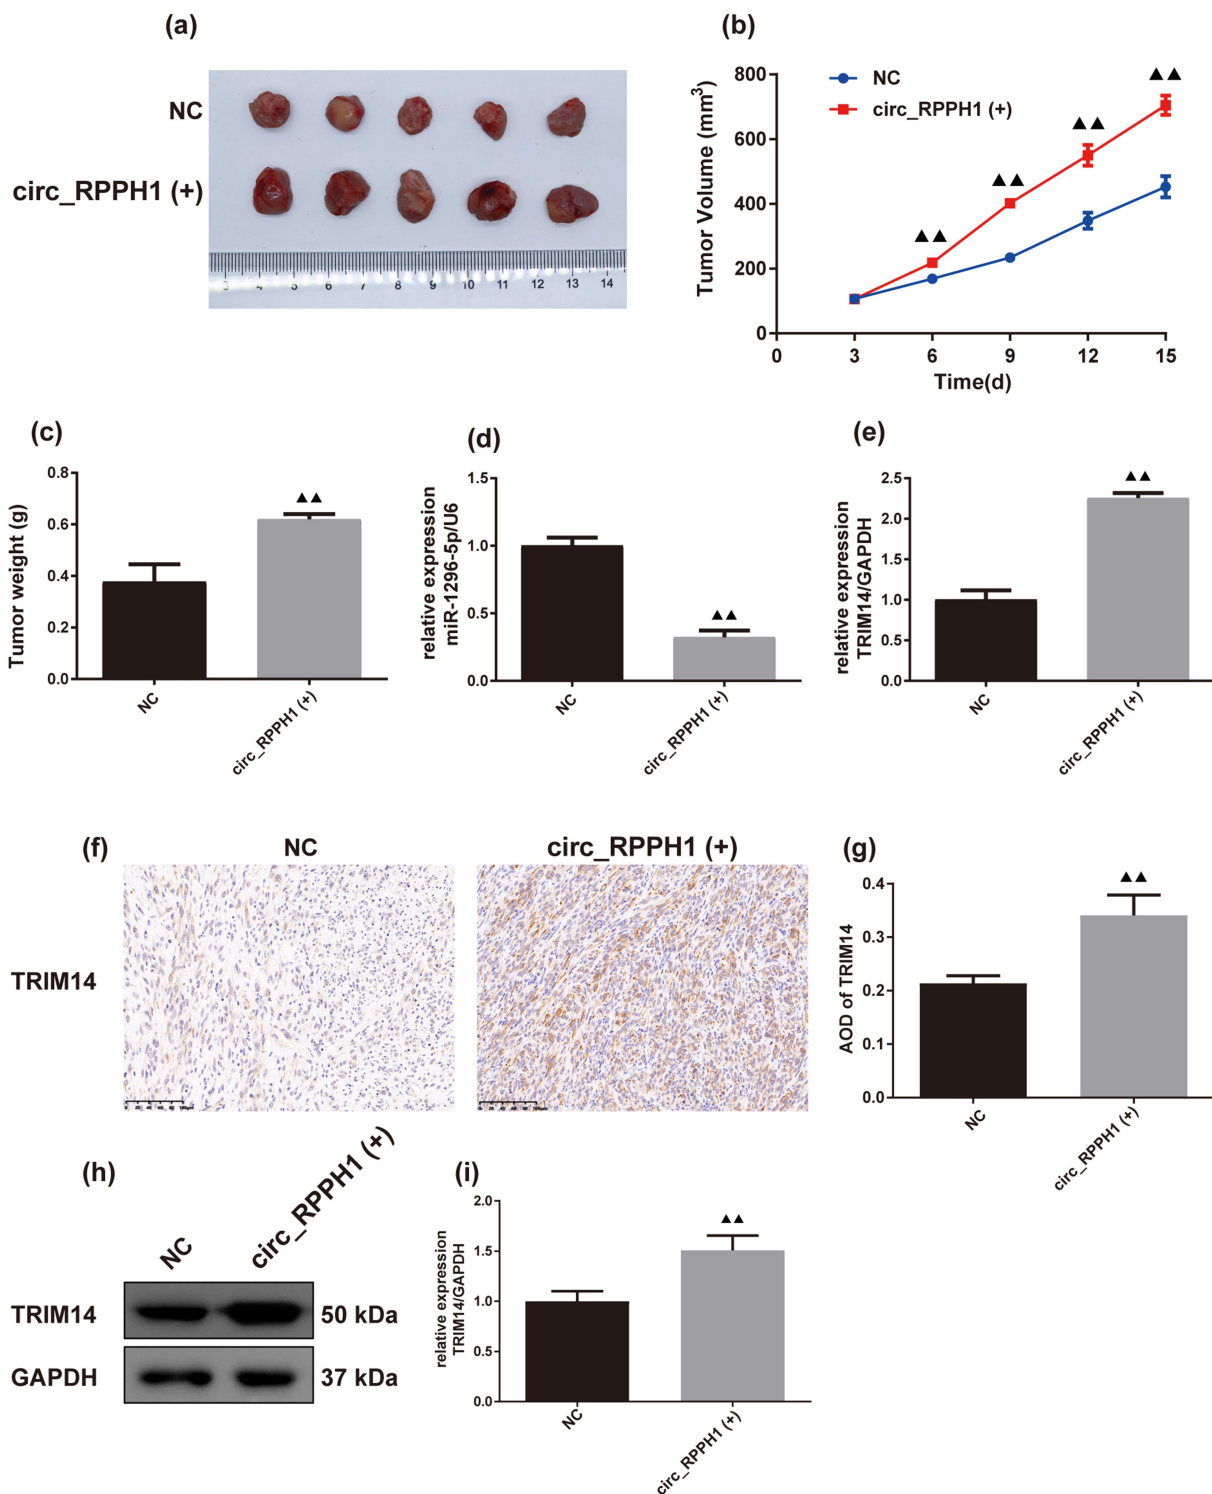 (a)
NC
circ_RPPH1 (+)
3 4 5 6 7 8 9 10 11 12 13 14
(b)
NC
circ_RPPH1 (+)
Tumor Volume (mm³)
800
600
400
200
0
0 3 6 9 12 15
Time(d)
(c)
Tumor weight (g)
0.8
0.6
0.4
0.2
0.0
NC
circ_RPPH1 (+)
(d)
relative expression
miR-1296-5p/U6
1.5
1.0
0.5
0.0
NC
circ_RPPH1 (+)
(e)
relative expression
TRIM14/GAPDH
2.5
2.0
1.5
1.0
0.5
0.0
NC
circ_RPPH1 (+)
(f)
NC
circ_RPPH1 (+)
TRIM14
(g)
AOD of TRIM14
0.4
0.3
0.2
0.1
0.0
NC
circ_RPPH1 (+)
(h)
NC
circ_RPPH1 (+)
TRIM14
50 kDa
GAPDH
37 kDa
(i)
relative expression
TRIM14/GAPDH
2.0
1.5
1.0
0.5
0.0
NC
circ_RPPH1 (+)